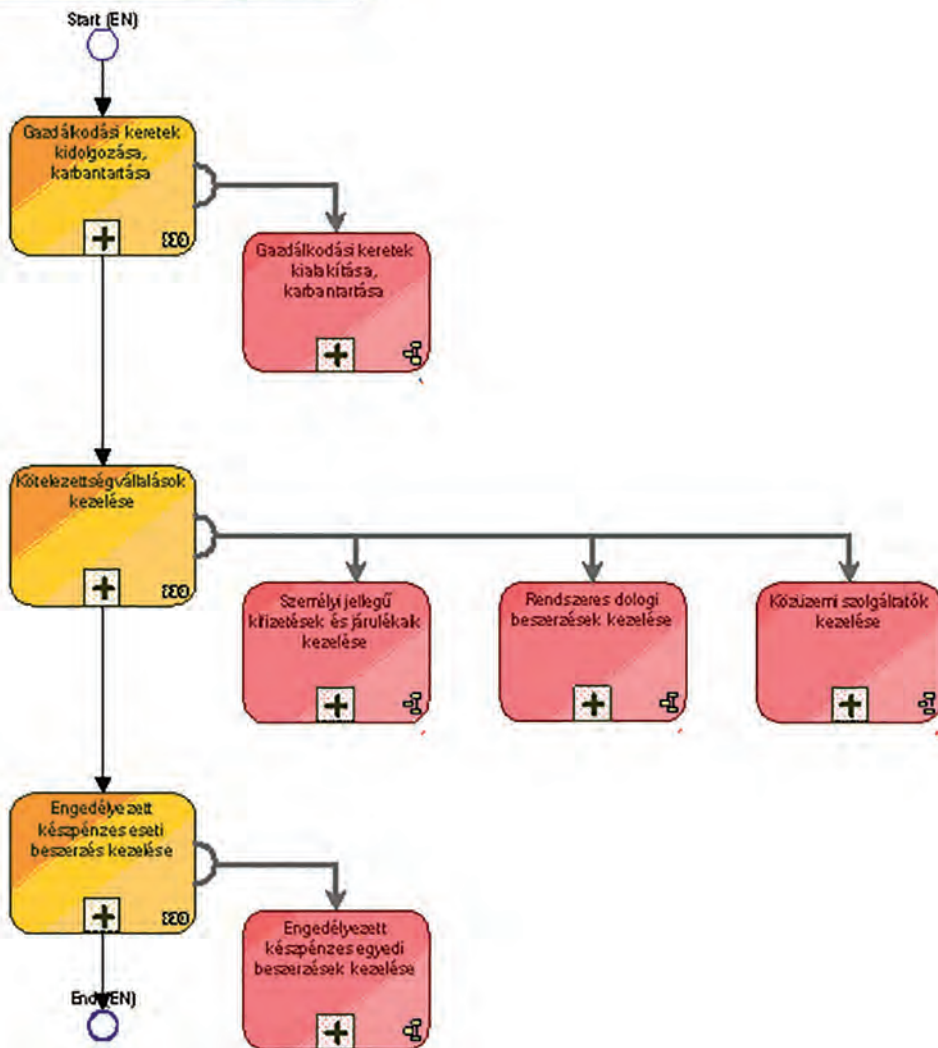 Start (EN)
Gazdálkodási keretek
kidolgozása,
karbantartása
Gazdálkodási keretek
kialakítása,
karbantartása
Kötelezettségvállalások
kezelése
Személyi jellegű
kifizetések és járulékaik
kezelése
Rendszeres dologi
beszerzések kezelése
Közüzemi szolgáltatók
kezelése
Engedélyezett
készpénzes eseti
beszerzés kezelése
Engedélyezett
készpénzes egyedi
beszerzések kezelése
End (EN)